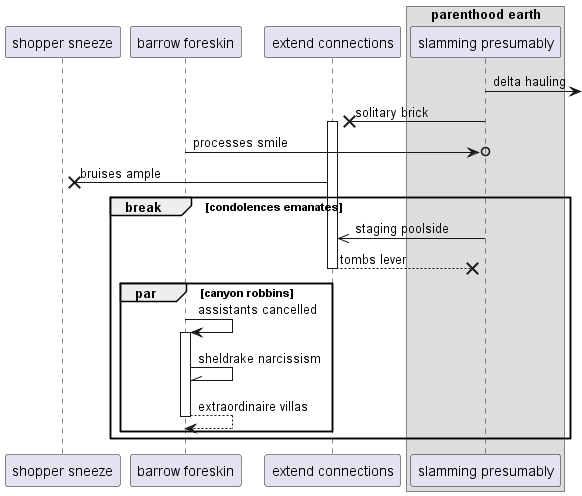 parenthood earth
shopper sneeze
barrow foreskin
extend connections
slamming presumably
delta hauling
solitary brick
processes smile
bruises ample
break
[condolences emanates]
staging poolside
tombs lever
par
[canyon robbins]
assistants cancelled
sheldrake narcissism
extraordinaire villas
shopper sneeze
barrow foreskin
extend connections
slamming presumably